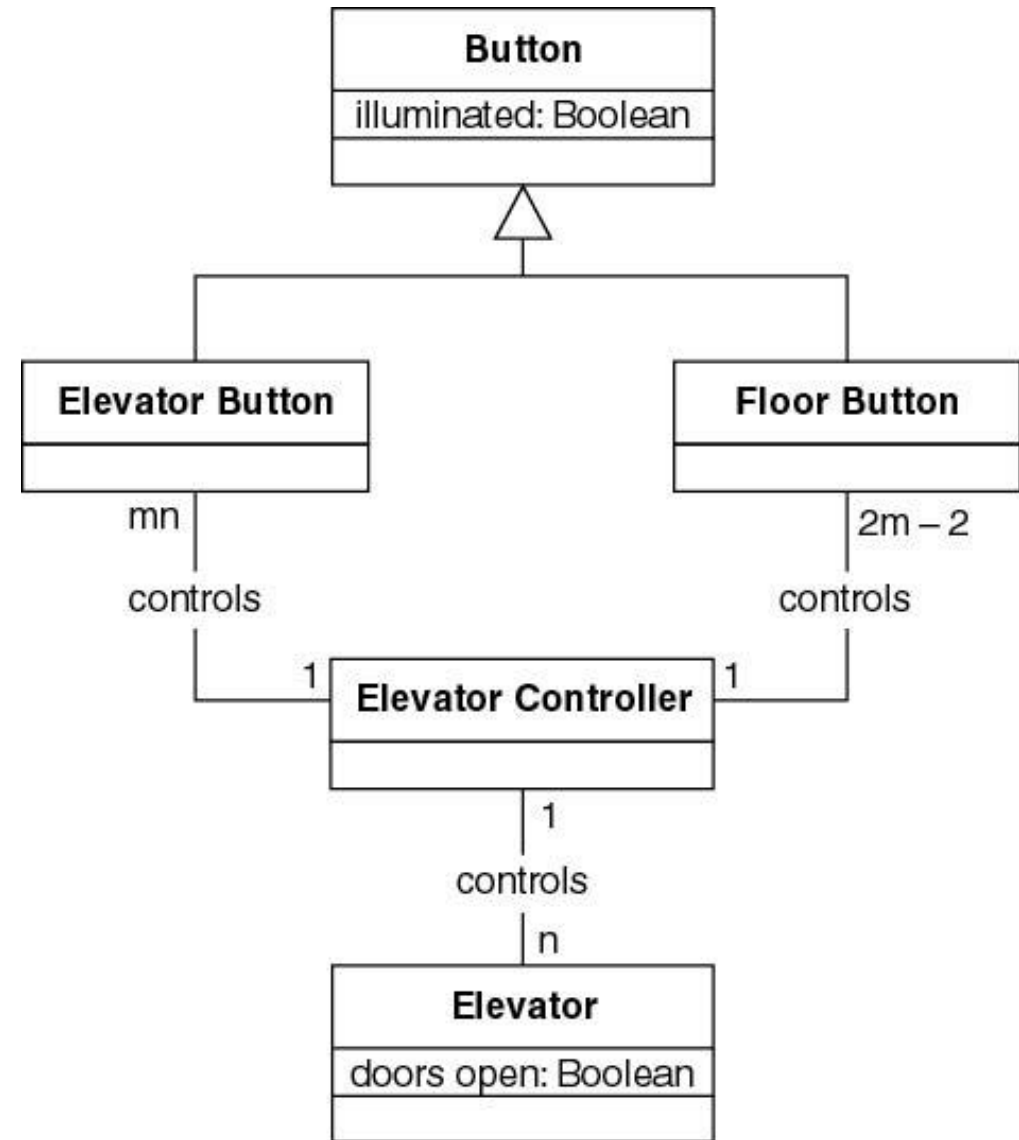 Button
illuminated: Boolean
Elevator Button
Floor Button
mn
2m – 2
controls
controls
1
Elevator Controller
1
1
controls
n
Elevator
doors open: Boolean